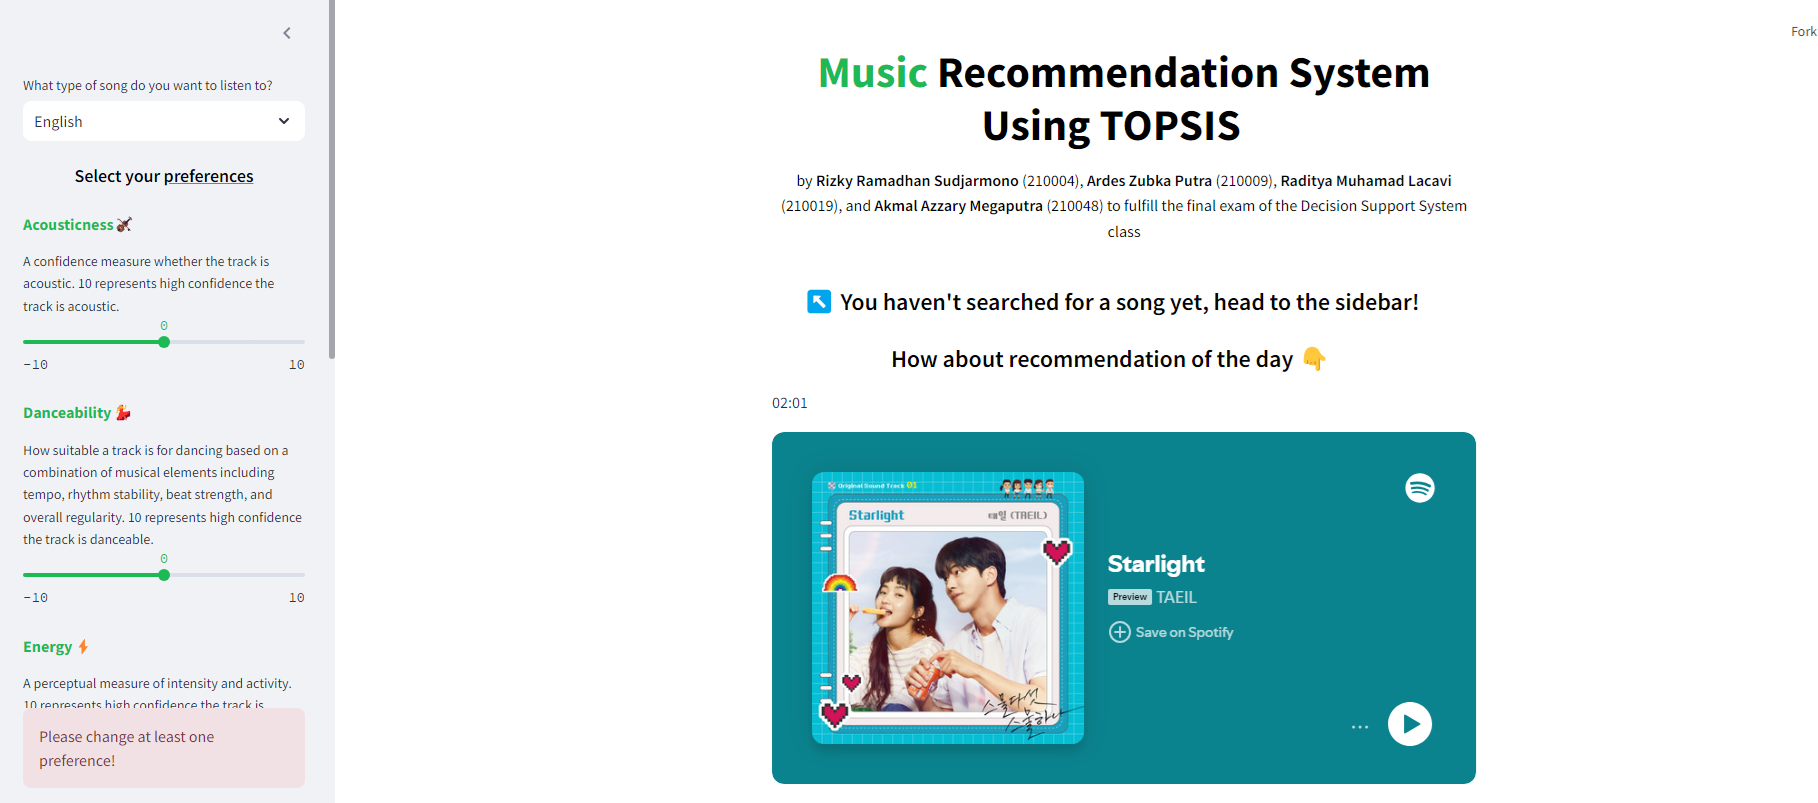 What type of song do you want to listen to?
English
Select your preferences
Acousticness
A confidence measure whether the track is
acoustic. 10 represents high confidence the
track is acoustic.
0
-10 10
Danceability
How suitable a track is for dancing based on a
combination of musical elements including
tempo, rhythm stability, beat strength, and
overall regularity. 10 represents high confidence
the track is danceable.
0
-10 10
Energy
A perceptual measure of intensity and activity.
10 represents high confidence the track is
Please change at least one
preference!
Fork
Music Recommendation System
Using TOPSIS
by Rizky Ramadhan Sudjarmono (210004), Ardes Zubka Putra (210009), Raditya Muhamad Lacavi
(210019), and Akmal Azzary Megaputra (210048) to fulfill the final exam of the Decision Support System
class
You haven't searched for a song yet, head to the sidebar!
How about recommendation of the day
02:01
Original Sound Track 03
Starlight 태일 (TAEIL)
스물다섯
스물하나
Starlight
Preview TAEIL
Save on Spotify